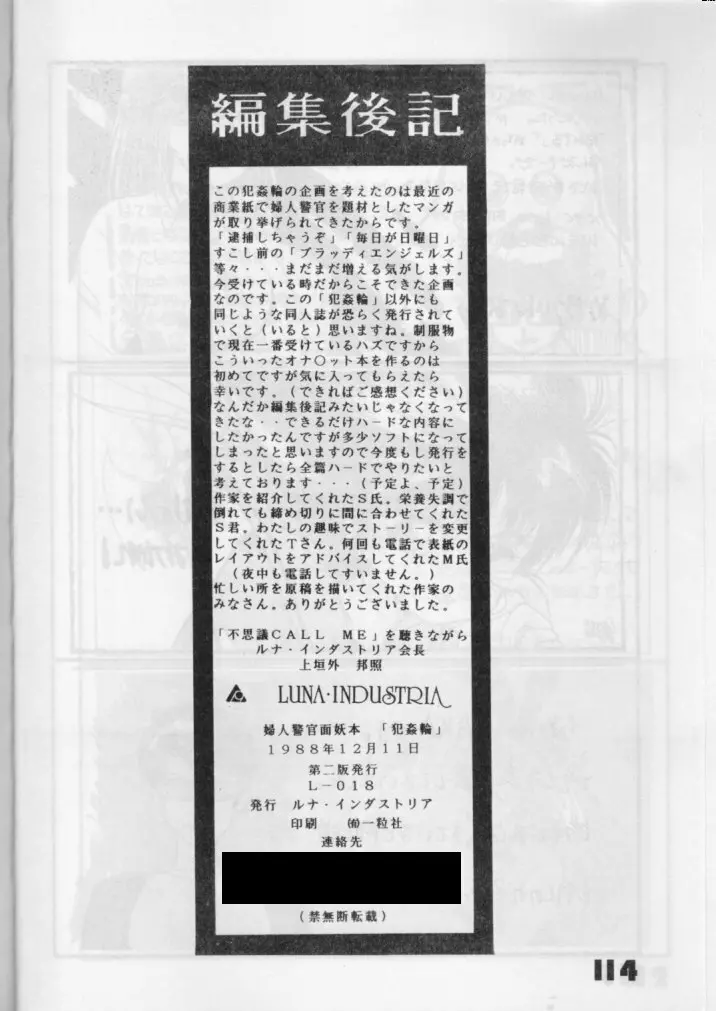 編集後記
この犯姦輪の企画を考えたのは最近の
商業紙で婦人警官を題材としたマンガ
が取り挙げられてきたからです。
「逮捕しちゃうぞ」「毎日が日曜日」
すこし前の「ブラッディエンジェルズ」
等々・・・まだまだ増える気がします。
今受けている時だからこそできた企画
なのです。この「犯姦輪」以外にも
同じような同人誌が恐らく発行されて
いくと(いると)思いますね。制服物
で現在一番受けているハズですから
こういったオナ○ット本を作るのは
初めてですが気に入ってもらえたら
幸いです。(できればご感想ください)
なんだか編集後記みたいじゃなくなって
きたな・・できるだけハードな内容に
したかったんですが多少ソフトになって
しまったと思いますので今度もし発行を
するとしたら全篇ハードでやりたいと
考えております・・・(予定よ、予定)
作家を紹介してくれたS氏。栄養失調で
倒れても締め切りに間に合わせてくれた
S君。わたしの趣味でストーリーを変更
してくれたTさん。何回も電話で表紙の
レイアウトをアドバイスしてくれたM氏
(夜中も電話してすいません。)
忙しい所を原稿を描いてくれた作家の
みなさん。ありがとうございました。
「不思議CALL ME」を聴きながら
ルナ・インダストリア会長
上垣外 邦照
LUNA・INDUSTRIA
婦人警官面妖本 「犯姦輪」
1988年12月11日
第二版発行
L-018
発行 ルナ・インダストリア
印刷 ㈲一粒社
連絡先
(禁無断転載)
114